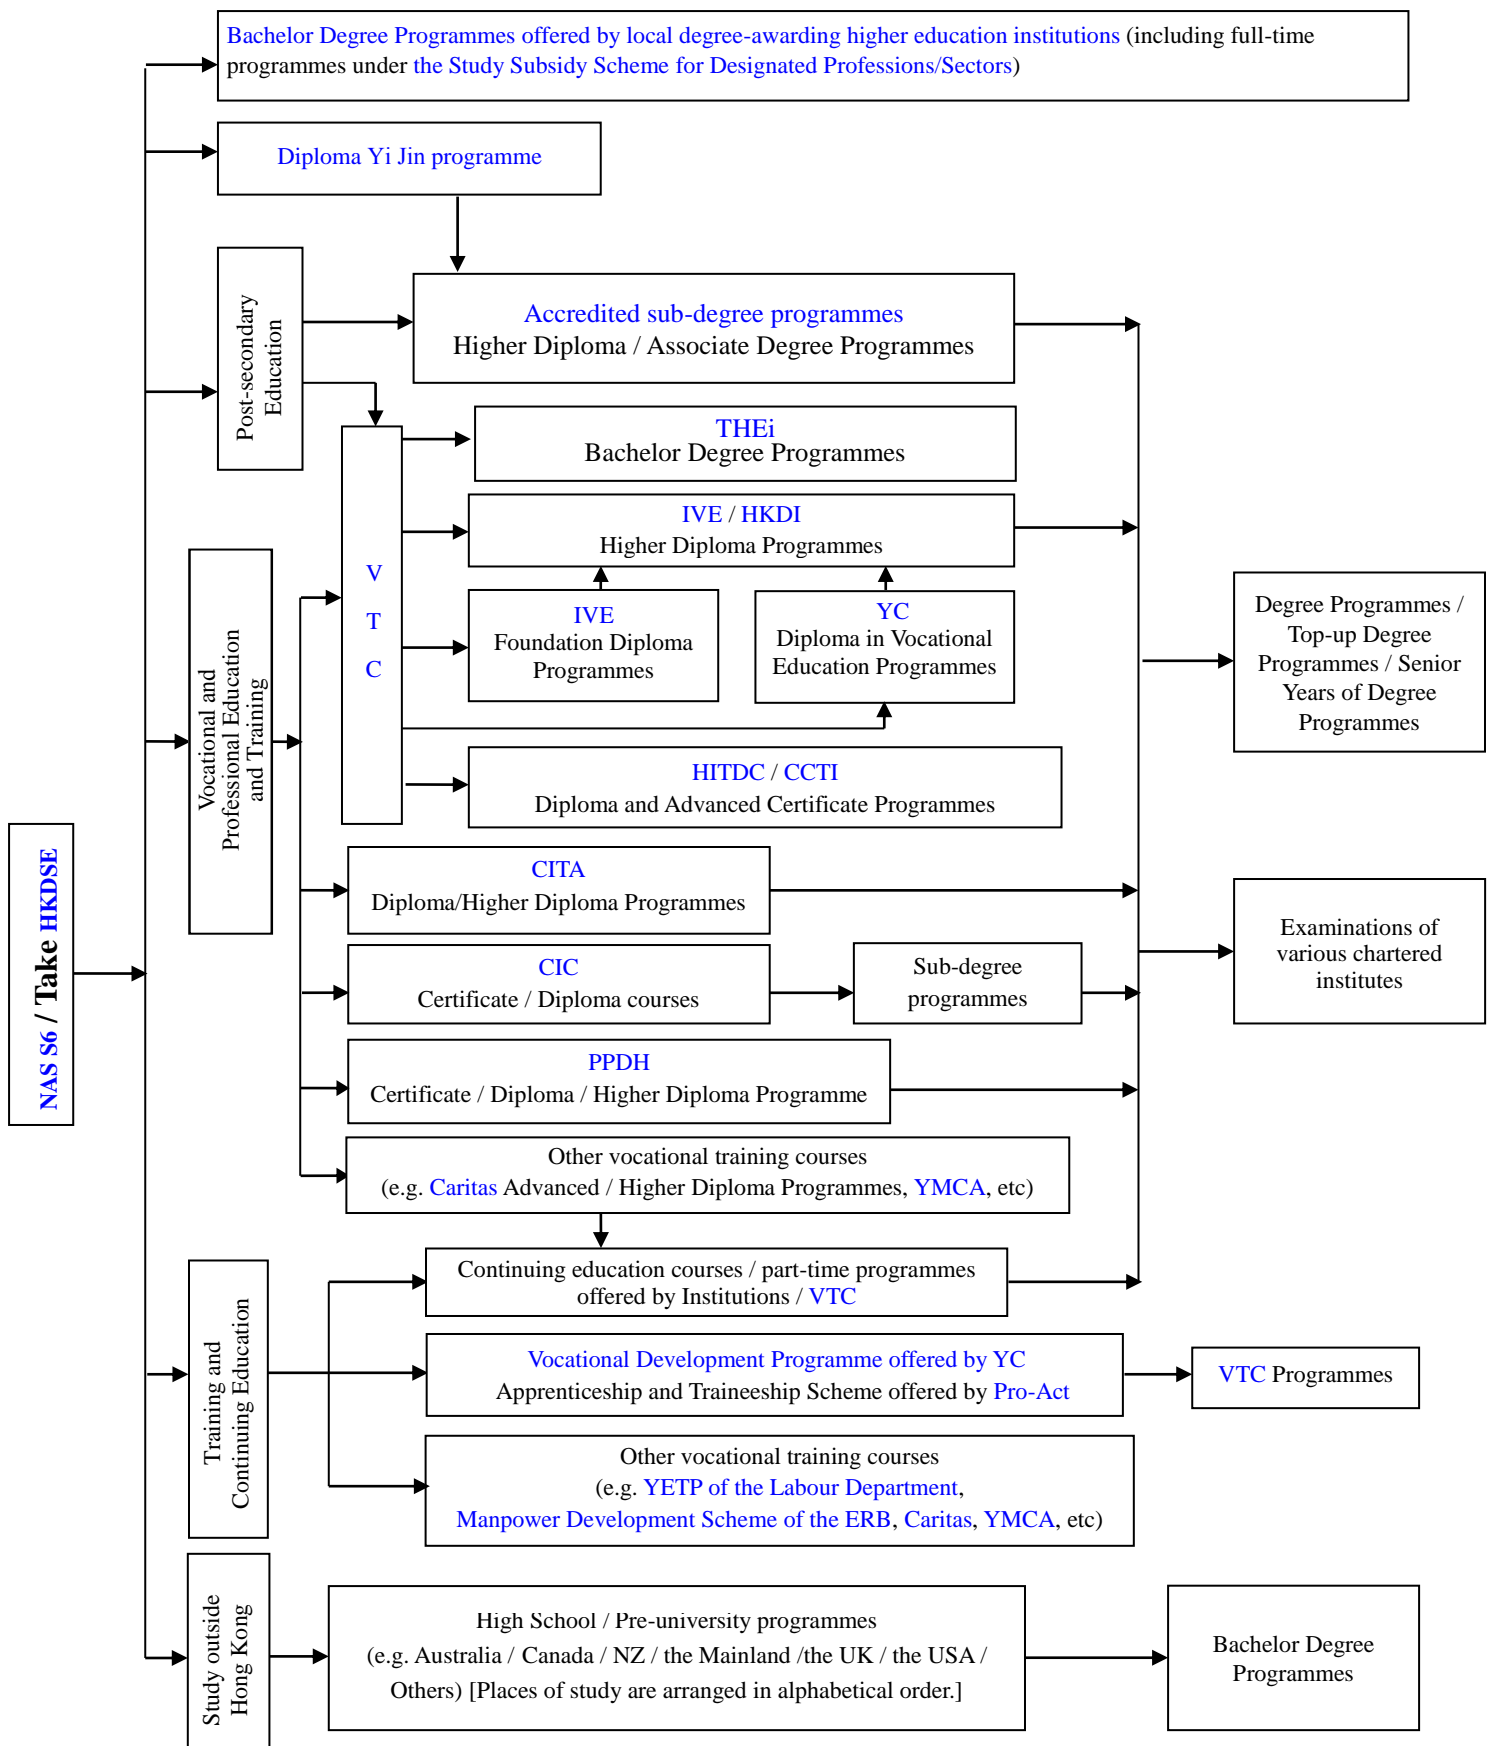 Bachelor Degree Programmes offered by local degree-awarding higher education institutions (including full-time
programmes under the Study Subsidy Scheme for Designated Professions/Sectors)
Diploma Yi Jin programme
Post-secondary
Education
Accredited sub-degree programmes
Higher Diploma / Associate Degree Programmes
V
T
C
THEi
Bachelor Degree Programmes
IVE / HKDI
Higher Diploma Programmes
IVE
Foundation Diploma
Programmes
YC
Diploma in Vocational
Education Programmes
HITDC / CCTI
Diploma and Advanced Certificate Programmes
Vocational and
Professional Education
and Training
Degree Programmes /
Top-up Degree
Programmes / Senior
Years of Degree
Programmes
NAS S6 / Take HKDSE
CITA
Diploma/Higher Diploma Programmes
CIC
Certificate / Diploma courses
Sub-degree
programmes
Examinations of
various chartered
institutes
PPDH
Certificate / Diploma / Higher Diploma Programme
Other vocational training courses
(e.g. Caritas Advanced / Higher Diploma Programmes, YMCA, etc)
Training and
Continuing Education
Continuing education courses / part-time programmes
offered by Institutions / VTC
Vocational Development Programme offered by YC
Apprenticeship and Traineeship Scheme offered by Pro-Act
VTC Programmes
Other vocational training courses
(e.g. YETP of the Labour Department,
Manpower Development Scheme of the ERB, Caritas, YMCA, etc)
Study outside
Hong Kong
High School / Pre-university programmes
(e.g. Australia / Canada / NZ / the Mainland /the UK / the USA /
Others) [Places of study are arranged in alphabetical order.]
Bachelor Degree
Programmes